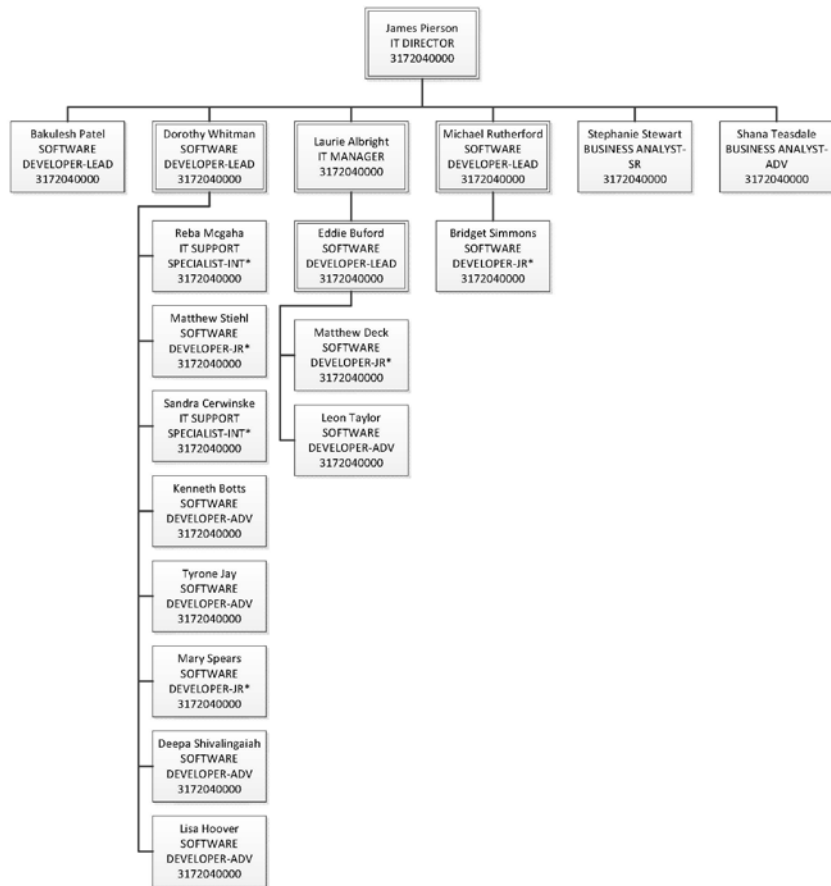 James Pierson
IT DIRECTOR
3172040000
Bakulesh Patel
SOFTWARE
DEVELOPER-LEAD
3172040000
Dorothy Whitman
SOFTWARE
DEVELOPER-LEAD
3172040000
Laurie Albright
IT MANAGER
3172040000
Michael Rutherford
SOFTWARE
DEVELOPER-LEAD
3172040000
Stephanie Stewart
BUSINESS ANALYST-
SR
3172040000
Shana Teasdale
BUSINESS ANALYST-
ADV
3172040000
Reba Mcgaha
IT SUPPORT
SPECIALIST-INT*
3172040000
Matthew Stiehl
SOFTWARE
DEVELOPER-JR*
3172040000
Sandra Cerwinske
IT SUPPORT
SPECIALIST-INT*
3172040000
Kenneth Botts
SOFTWARE
DEVELOPER-ADV
3172040000
Tyrone Jay
SOFTWARE
DEVELOPER-ADV
3172040000
Mary Spears
SOFTWARE
DEVELOPER-JR*
3172040000
Deepa Shivalingaiah
SOFTWARE
DEVELOPER-ADV
3172040000
Lisa Hoover
SOFTWARE
DEVELOPER-ADV
3172040000
Eddie Buford
SOFTWARE
DEVELOPER-LEAD
3172040000
Matthew Deck
SOFTWARE
DEVELOPER-JR*
3172040000
Leon Taylor
SOFTWARE
DEVELOPER-ADV
3172040000
Bridget Simmons
SOFTWARE
DEVELOPER-JR*
3172040000